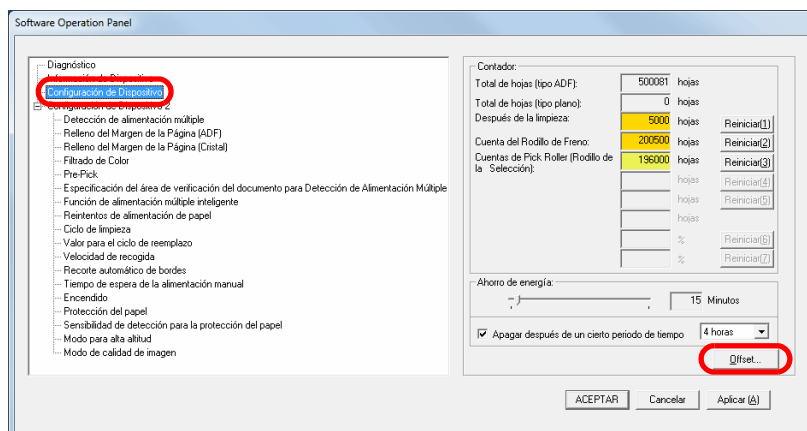 Software Operation Panel
Diagnóstico
Información de Dispositivo
Configuración de Dispositivo
Configuración de Dispositivo 2
Detección de alimentación múltiple
Relleno del Margen de la Página (ADF)
Relleno del Margen de la Página (Cristal)
Filtrado de Color
Pre-Pick
Especificación del área de verificación del documento para Detección de Alimentación Múltiple
Función de alimentación múltiple inteligente
Reintentos de alimentación de papel
Ciclo de limpieza
Valor para el ciclo de reemplazo
Velocidad de recogida
Recorte automático de bordes
Tiempo de espera de la alimentación manual
Encendido
Protección del papel
Sensibilidad de detección para la protección del papel
Modo para alta altitud
Modo de calidad de imagen
Contador:
Total de hojas (tipo ADF): 500081 hojas
Total de hojas (tipo plano): 0 hojas
Después de la limpieza: 5000 hojas Reiniciar(1)
Cuenta del Rodillo de Freno: 200500 hojas Reiniciar(2)
Cuentas de Pick Roller (Rodillo de la Selección): 196000 hojas Reiniciar(3)
hojas Reiniciar(4)
hojas Reiniciar(5)
hojas
% Reiniciar(6)
% Reiniciar(7)
Ahorro de energía:
15 Minutos
Apagar después de un cierto periodo de tiempo 4 horas
Offset...
ACEPTAR Cancelar Aplicar (A)